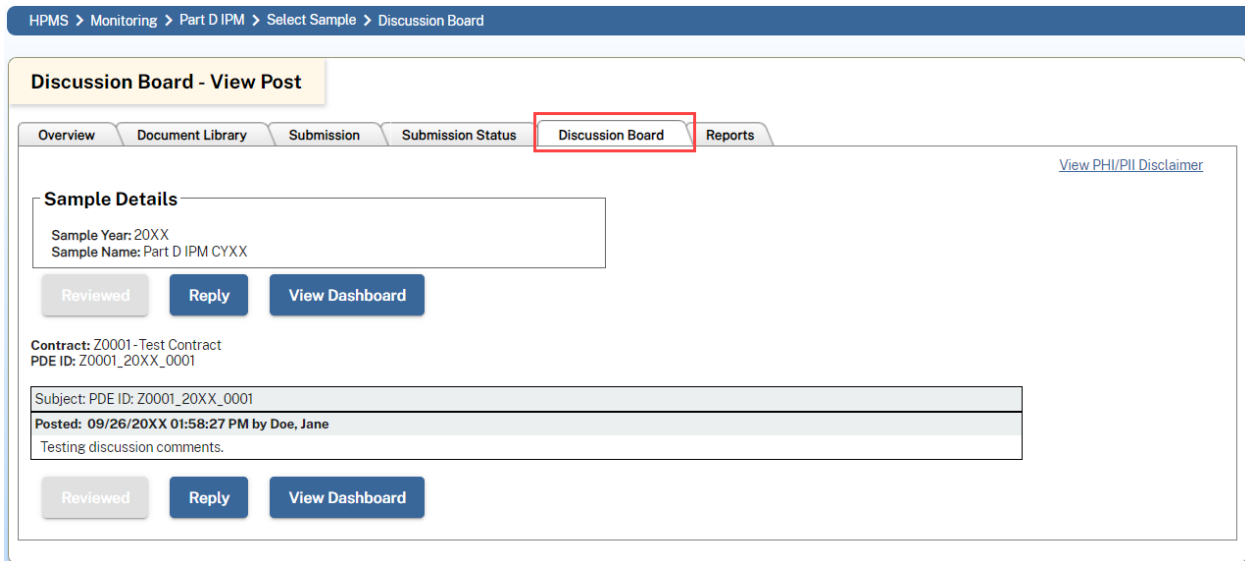 HPMS > Monitoring > Part D IPM > Select Sample > Discussion Board
Discussion Board - View Post
Overview Document Library Submission Submission Status Discussion Board Reports
View PHI/PII Disclaimer
Sample Details
Sample Year: 20XX
Sample Name: Part D IPM CYXX
Reviewed Reply View Dashboard
Contract: Z0001 - Test Contract
PDE ID: Z0001_20XX_0001
Subject: PDE ID: Z0001_20XX_0001
Posted: 09/26/20XX 01:58:27 PM by Doe, Jane
Testing discussion comments.
Reviewed Reply View Dashboard